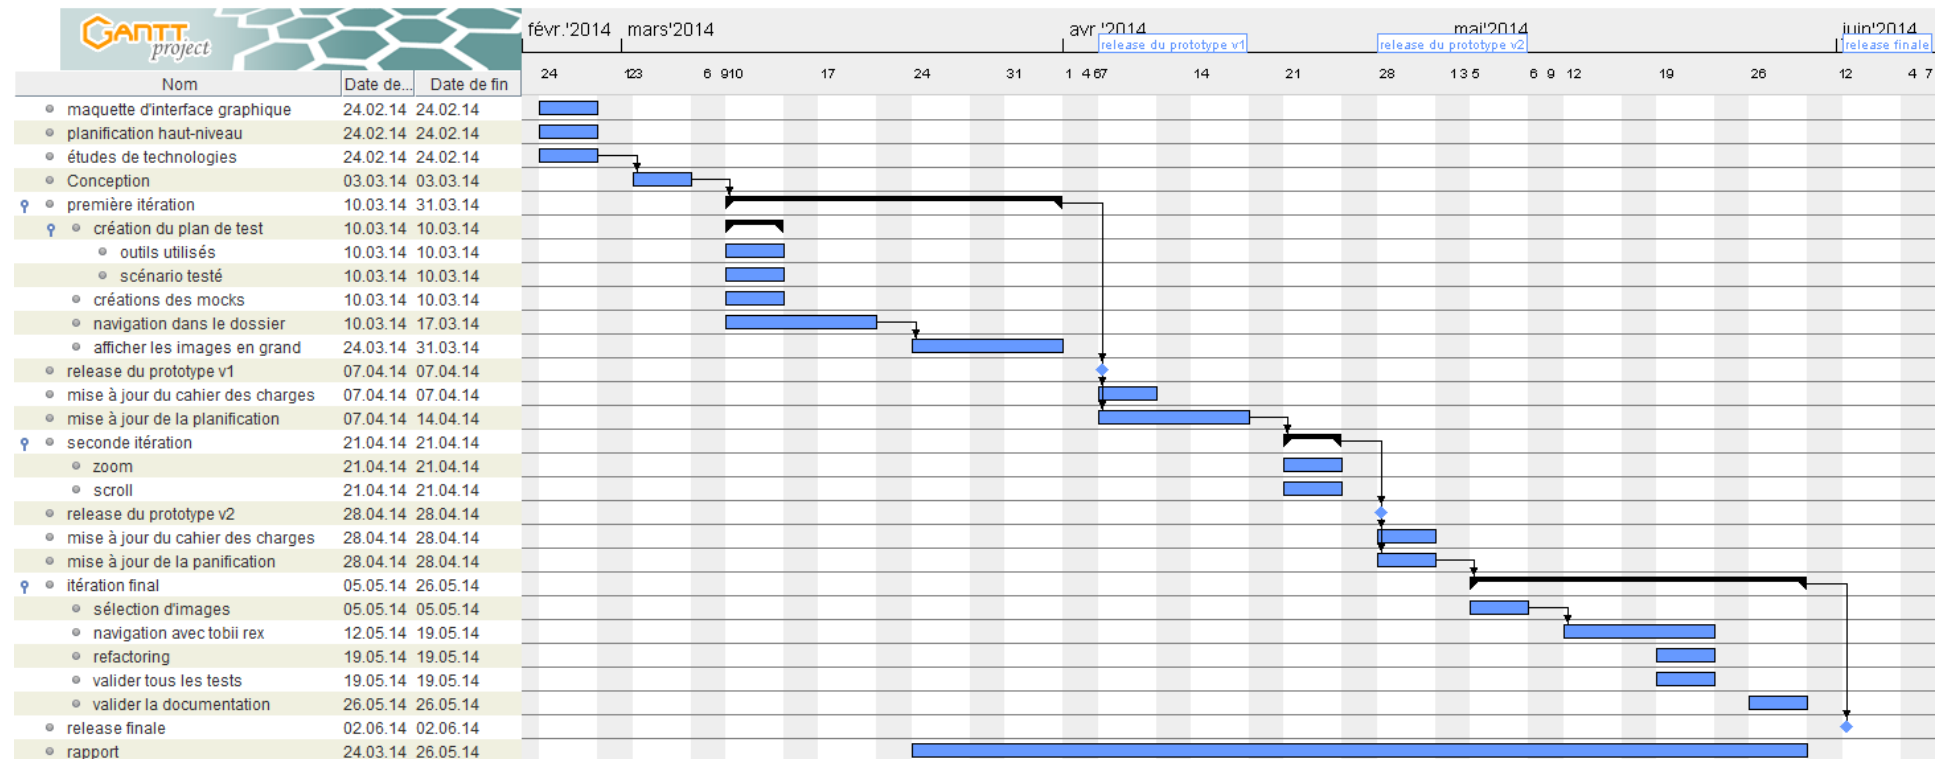 GANTT
project
févr.'2014 mars'2014 avr.'2014 mai'2014 juin'2014
release du prototype v1 release du prototype v2 release finale
Nom Date de... Date de fin
24 23 6 9 10 17 24 31 1 4 6 7 14 21 28 1 3 5 6 9 12 19 26 2 4 7
maquette d'interface graphique 24.02.14 24.02.14
planification haut-niveau 24.02.14 24.02.14
études de technologies 24.02.14 24.02.14
Conception 03.03.14 03.03.14
première itération 10.03.14 31.03.14
création du plan de test 10.03.14 10.03.14
outils utilisés 10.03.14 10.03.14
scénario testé 10.03.14 10.03.14
créations des mocks 10.03.14 10.03.14
navigation dans le dossier 10.03.14 17.03.14
afficher les images en grand 24.03.14 31.03.14
release du prototype v1 07.04.14 07.04.14
mise à jour du cahier des charges 07.04.14 07.04.14
mise à jour de la planification 07.04.14 14.04.14
seconde itération 21.04.14 21.04.14
zoom 21.04.14 21.04.14
scroll 21.04.14 21.04.14
release du prototype v2 28.04.14 28.04.14
mise à jour du cahier des charges 28.04.14 28.04.14
mise à jour de la panification 28.04.14 28.04.14
itération final 05.05.14 26.05.14
sélection d'images 05.05.14 05.05.14
navigation avec tobii rex 12.05.14 19.05.14
refactoring 19.05.14 19.05.14
valider tous les tests 19.05.14 19.05.14
valider la documentation 26.05.14 26.05.14
release finale 02.06.14 02.06.14
rapport 24.03.14 26.05.14